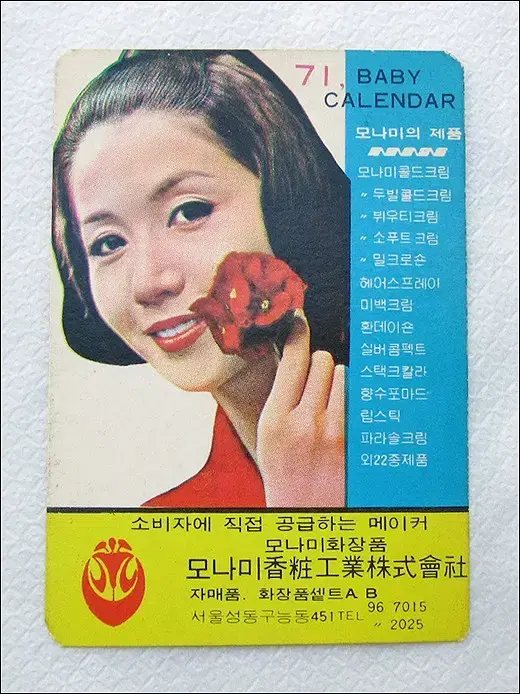 71, BABY
CALENDAR
모나미의 제품
모나미콜드크림
〃 두빌콜드크림
〃 뷔우티크림
〃 소푸트크림
〃 밀크로숀
헤어스프레이
미백크림
환데이숀
실버콤펙트
스택크칼라
향수포마드
립스틱
파라솔크림
외22종제품
소비자에 직접 공급하는 메이커
모나미화장품
모나미香粧工業株式會社
자매품. 화장품셑트A B
서울성동구능동451 TEL 96 7015
〃 2025